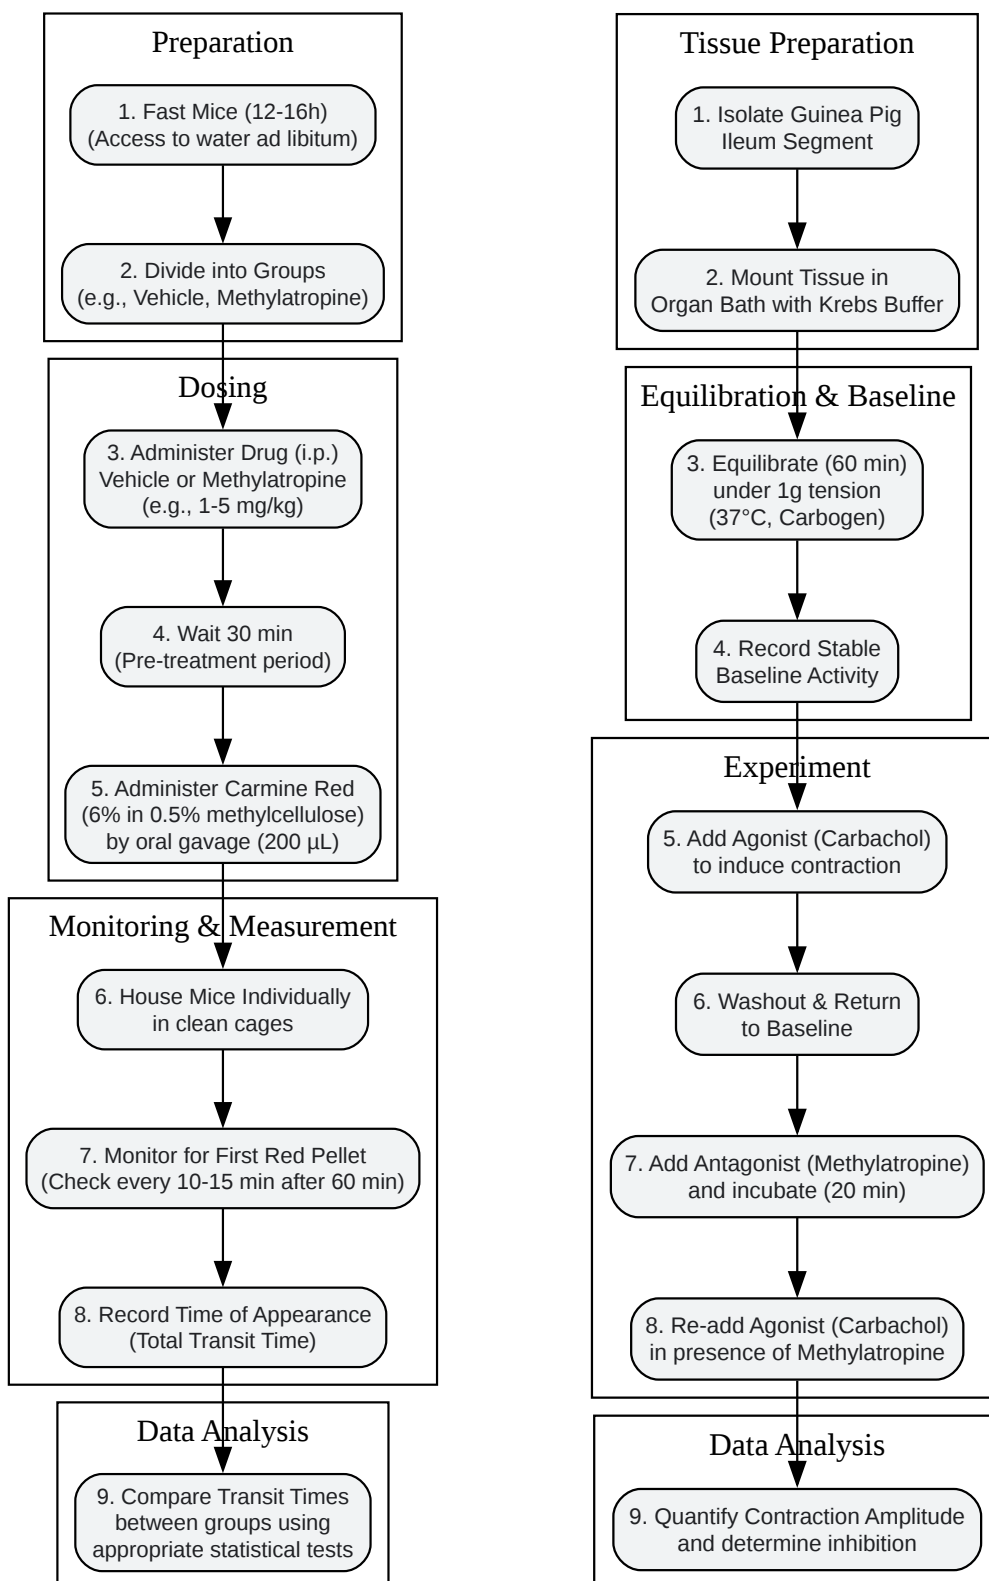 Preparation
1. Fast Mice (12-16h)
(Access to water ad libitum)
2. Divide into Groups
(e.g., Vehicle, Methylatropine)
Dosing
3. Administer Drug (i.p.)
Vehicle or Methylatropine
(e.g., 1-5 mg/kg)
4. Wait 30 min
(Pre-treatment period)
5. Administer Carmine Red
(6% in 0.5% methylcellulose)
by oral gavage (200 µL)
Monitoring & Measurement
6. House Mice Individually
in clean cages
7. Monitor for First Red Pellet
(Check every 10-15 min after 60 min)
8. Record Time of Appearance
(Total Transit Time)
Data Analysis
9. Compare Transit Times
between groups using
appropriate statistical tests
Tissue Preparation
1. Isolate Guinea Pig
Ileum Segment
2. Mount Tissue in
Organ Bath with Krebs Buffer
Equilibration & Baseline
3. Equilibrate (60 min)
under 1g tension
(37°C, Carbogen)
4. Record Stable
Baseline Activity
Experiment
5. Add Agonist (Carbachol)
to induce contraction
6. Washout & Return
to Baseline
7. Add Antagonist (Methylatropine)
and incubate (20 min)
8. Re-add Agonist (Carbachol)
in presence of Methylatropine
Data Analysis
9. Quantify Contraction Amplitude
and determine inhibition